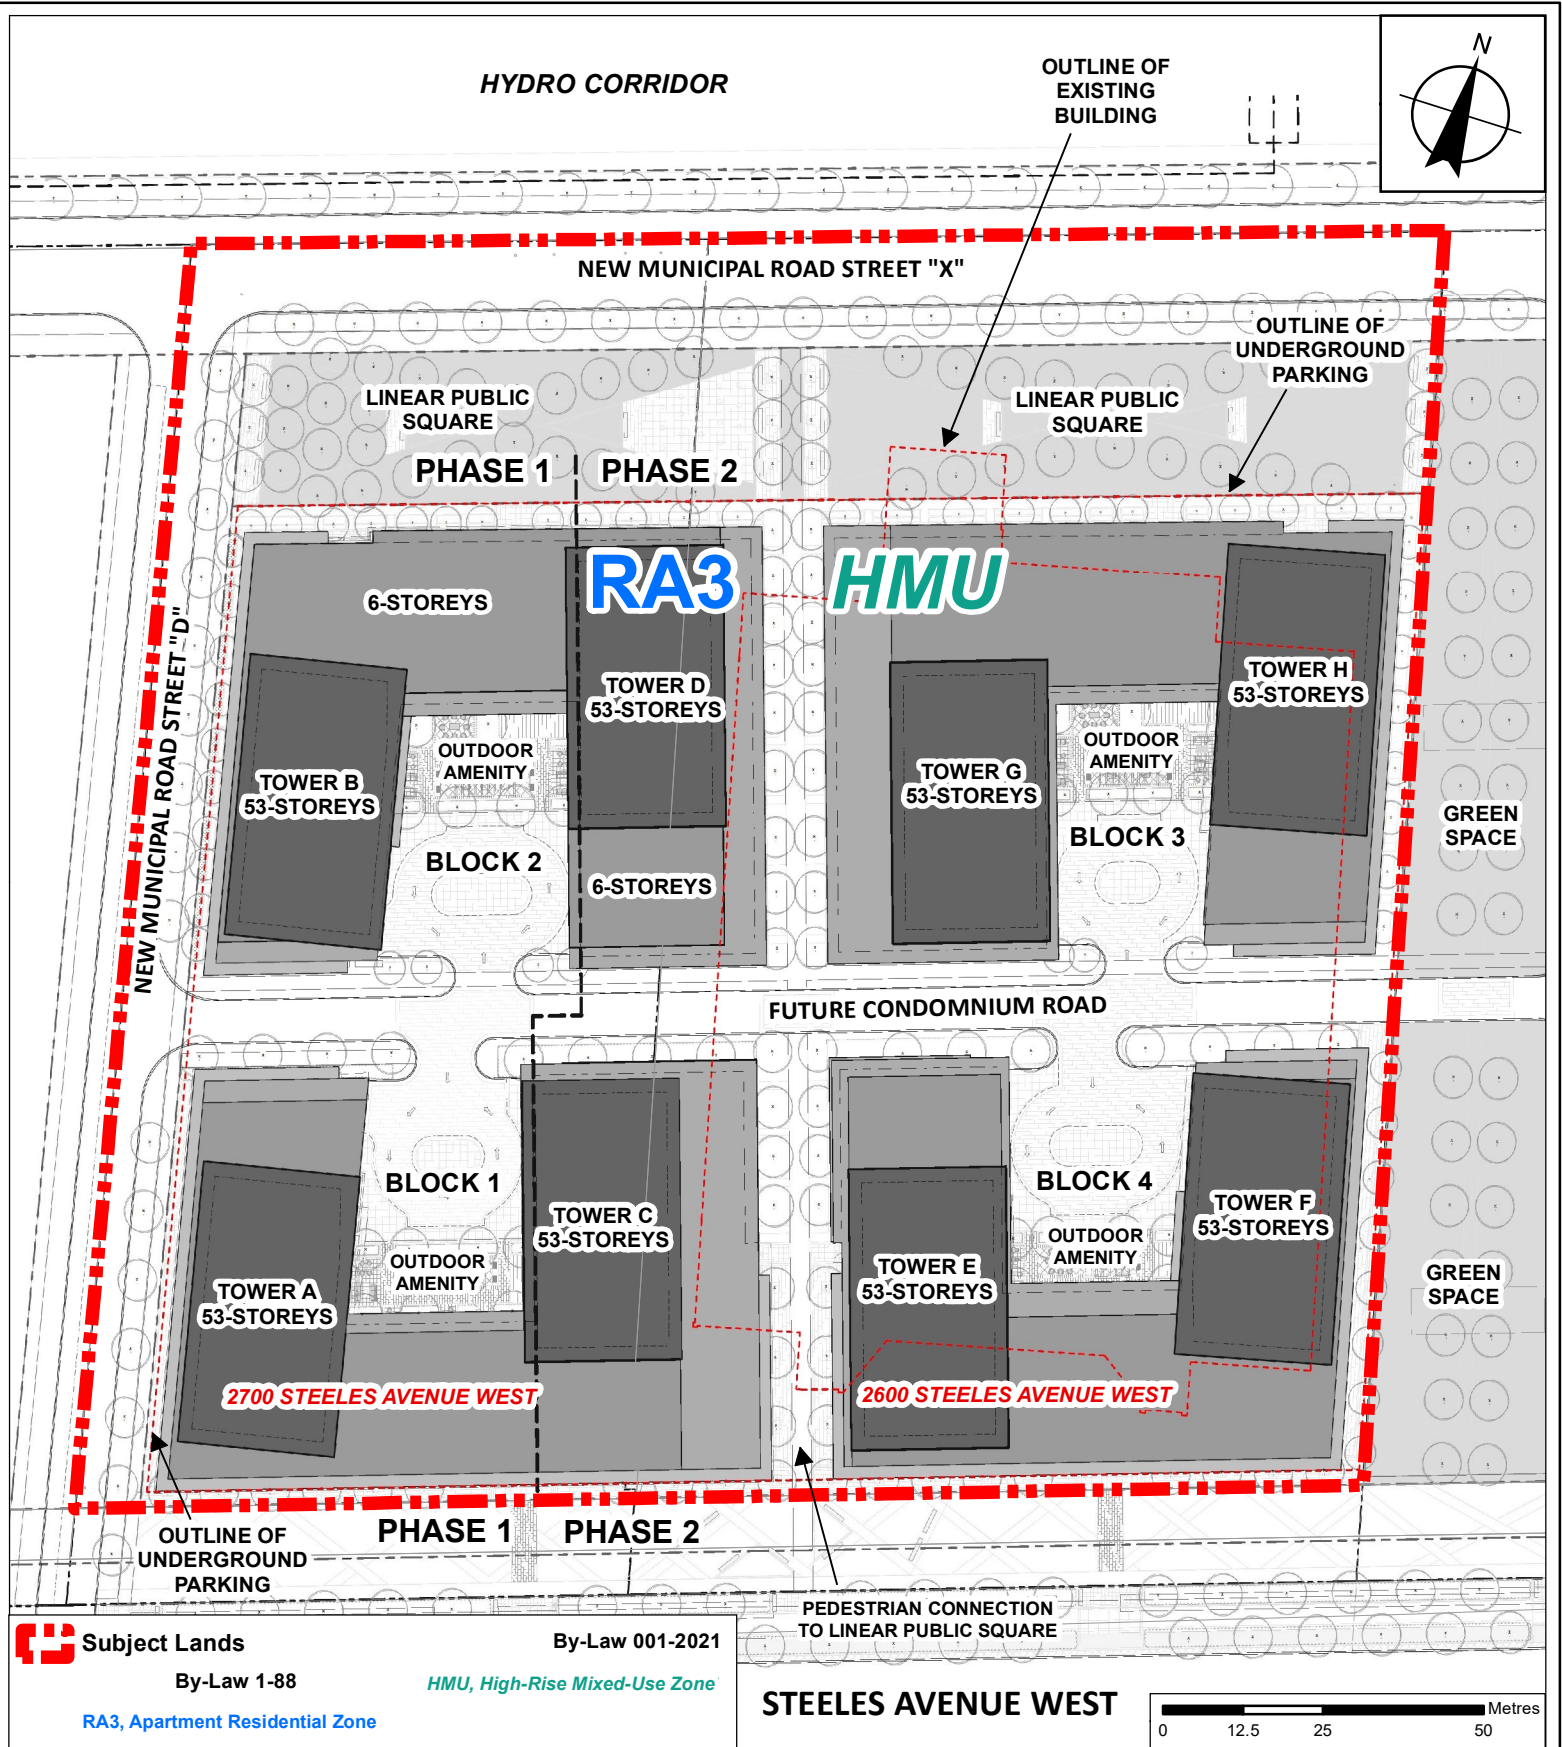 HYDRO CORRIDOR
OUTLINE OF
EXISTING
BUILDING
N
NEW MUNICIPAL ROAD STREET "X"
OUTLINE OF
UNDERGROUND
PARKING
LINEAR PUBLIC
SQUARE
LINEAR PUBLIC
SQUARE
PHASE 1
PHASE 2
RA3
HMU
6-STOREYS
NEW MUNICIPAL ROAD STREET "D"
TOWER B
53-STOREYS
OUTDOOR
AMENITY
TOWER D
53-STOREYS
TOWER G
53-STOREYS
OUTDOOR
AMENITY
TOWER H
53-STOREYS
BLOCK 2
6-STOREYS
BLOCK 3
GREEN
SPACE
FUTURE CONDOMNIUM ROAD
BLOCK 1
TOWER C
53-STOREYS
BLOCK 4
TOWER F
53-STOREYS
TOWER A
53-STOREYS
OUTDOOR
AMENITY
TOWER E
53-STOREYS
OUTDOOR
AMENITY
GREEN
SPACE
2700 STEELES AVENUE WEST
2600 STEELES AVENUE WEST
OUTLINE OF
UNDERGROUND
PARKING
PHASE 1
PHASE 2
PEDESTRIAN CONNECTION
TO LINEAR PUBLIC SQUARE
Subject Lands
By-Law 1-88
RA3, Apartment Residential Zone
By-Law 001-2021
HMU, High-Rise Mixed-Use Zone
STEELES AVENUE WEST
Metres
0 12.5 25 50